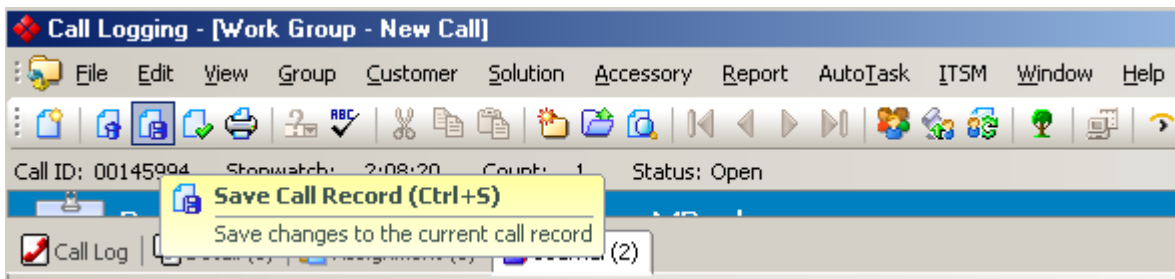 Call Logging - [Work Group - New Call]
File Edit View Group Customer Solution Accessory Report AutoTask ITSM Window Help
ABC
Call ID: 00145994 Stopwatch: 2:08:20 Count: 1 Status: Open
Save Call Record (Ctrl+S)
Save changes to the current call record
Call Log (2)